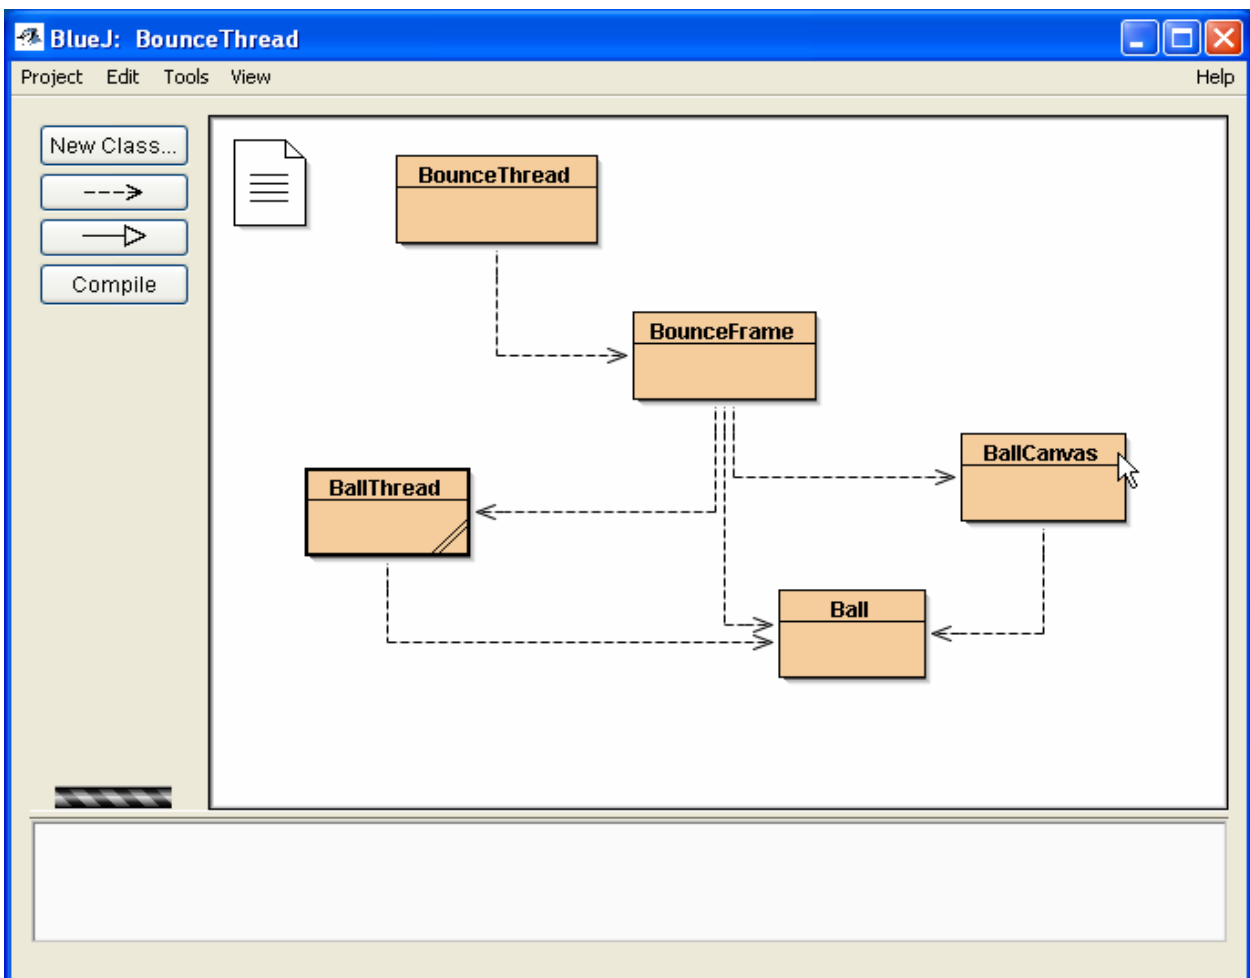 BlueJ: BounceThread
Project Edit Tools View Help
New Class...
BounceThread
Compile
BounceFrame
BallCanvas
BallThread
Ball